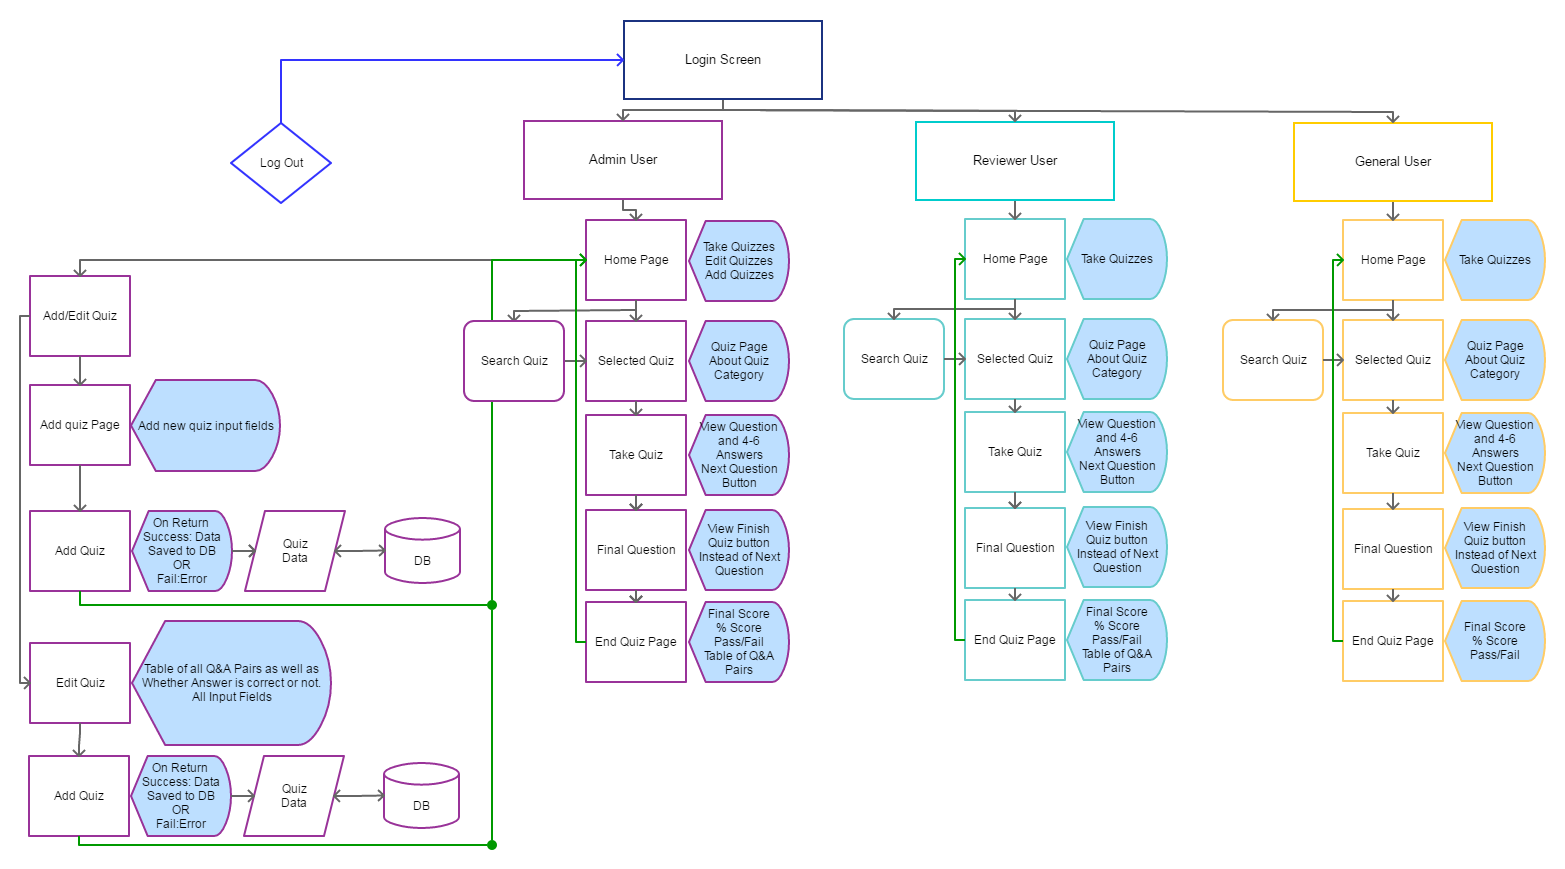 Login Screen
Log Out
Admin User
Reviewer User
General User
Home Page
Take Quizzes
Edit Quizzes
Add Quizzes
Home Page
Take Quizzes
Home Page
Take Quizzes
Add/Edit Quiz
Search Quiz
Selected Quiz
Quiz Page
About Quiz
Category
Search Quiz
Selected Quiz
Quiz Page
About Quiz
Category
Search Quiz
Selected Quiz
Quiz Page
About Quiz
Category
Add quiz Page
Add new quiz input fields
Take Quiz
View Question
and 4-6
Answers
Next Question
Button
Take Quiz
View Question
and 4-6
Answers
Next Question
Button
Take Quiz
View Question
and 4-6
Answers
Next Question
Button
Add Quiz
On Return
Success: Data
Saved to DB
OR
Fail:Error
Quiz
Data
DB
Final Question
View Finish
Quiz button
Instead of Next
Question
Final Question
View Finish
Quiz button
Instead of Next
Question
Final Question
View Finish
Quiz button
Instead of Next
Question
Edit Quiz
Table of all Q&A Pairs as well as
Whether Answer is correct or not.
All Input Fields
End Quiz Page
Final Score
% Score
Pass/Fail
Table of Q&A
Pairs
End Quiz Page
Final Score
% Score
Pass/Fail
Table of Q&A
Pairs
End Quiz Page
Final Score
% Score
Pass/Fail
Add Quiz
On Return
Success: Data
Saved to DB
OR
Fail:Error
Quiz
Data
DB